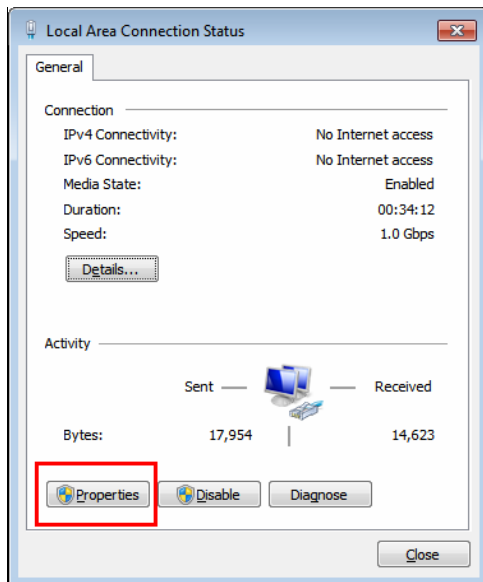 Local Area Connection Status
General
Connection
IPv4 Connectivity: No Internet access
IPv6 Connectivity: No Internet access
Media State: Enabled
Duration: 00:34:12
Speed: 1.0 Gbps
Details...
Activity
Sent Received
Bytes: 17,954 14,623
Properties Disable Diagnose
Close